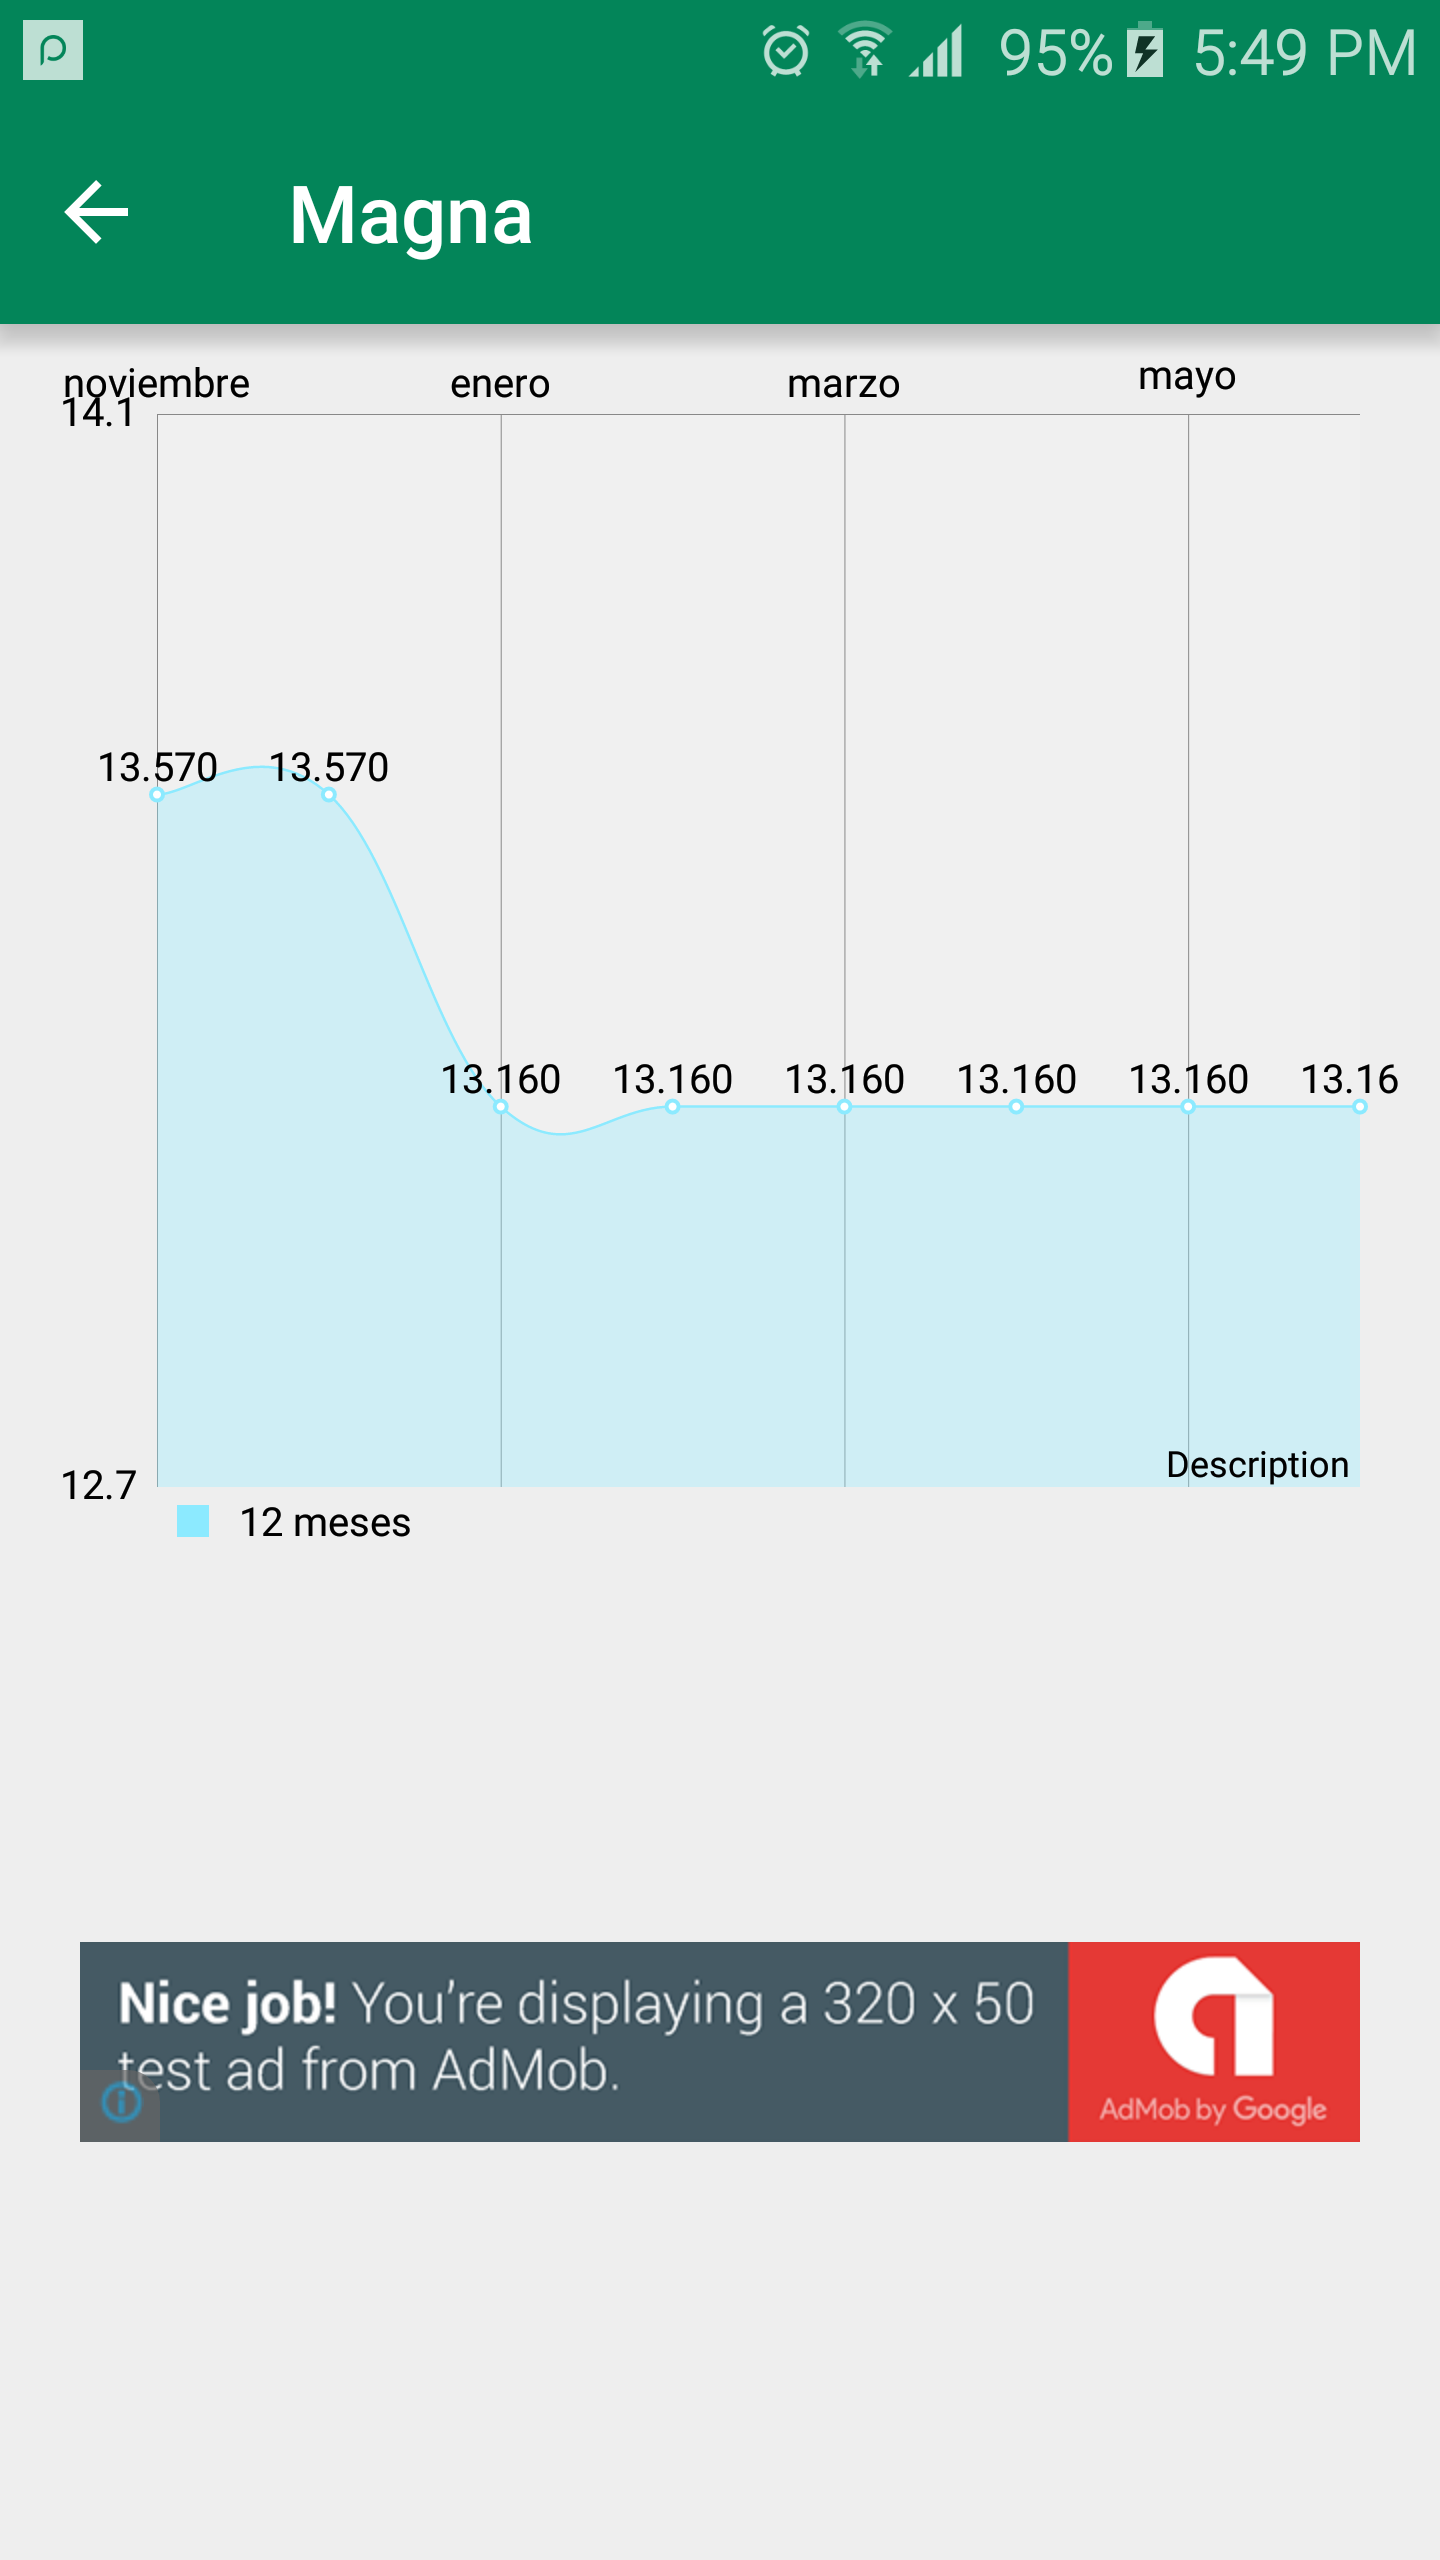 95% 5:49 PM
Magna
noviembre enero marzo mayo
14.1
13.570 13.570
13.160 13.160 13.160 13.160 13.160 13.16
Description
12.7
12 meses
Nice job! You're displaying a 320 x 50
test ad from AdMob.
AdMob by Google